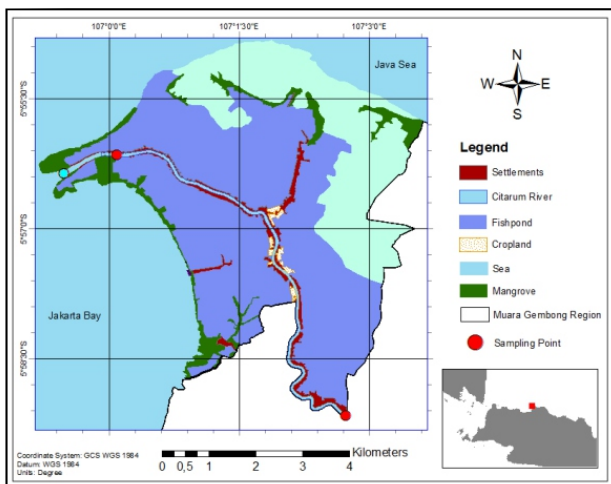 107°0'0"E 107°1'30"E 107°3'0"E
Java Sea
5°55'30"S
5°57'0"S
5°58'30"S
Jakarta Bay
N
W E
S
Legend
Settlements
Citarum River
Fishpond
Cropland
Sea
Mangrove
Muara Gembong Region
Sampling Point
Coordinate System: GCS WGS 1984
Datum: WGS 1984
Units: Degree
Kilometers
0 0,5 1 2 3 4